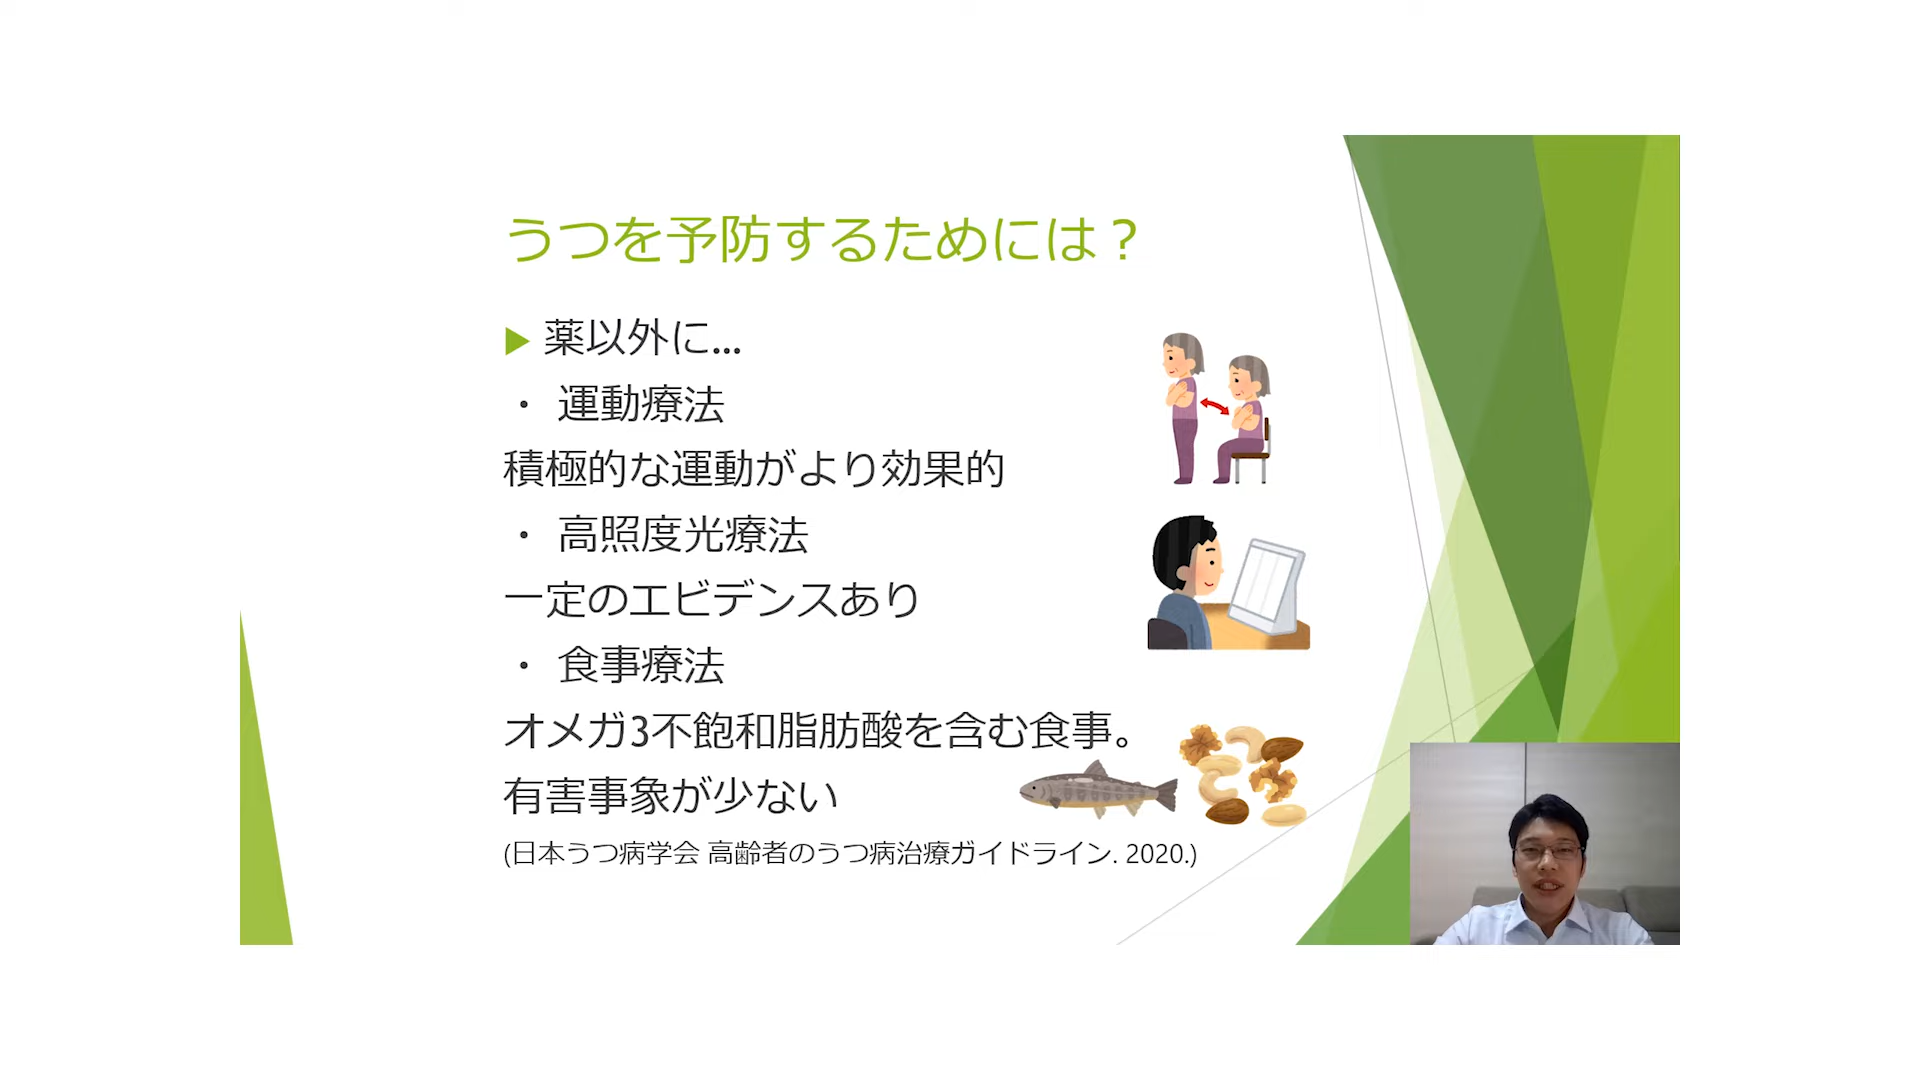 うつを予防するためには？
薬以外に...
・ 運動療法
積極的な運動がより効果的
・ 高照度光療法
一定のエビデンスあり
・ 食事療法
オメガ3不飽和脂肪酸を含む食事。
有害事象が少ない
(日本うつ病学会 高齢者のうつ病治療ガイドライン. 2020.)